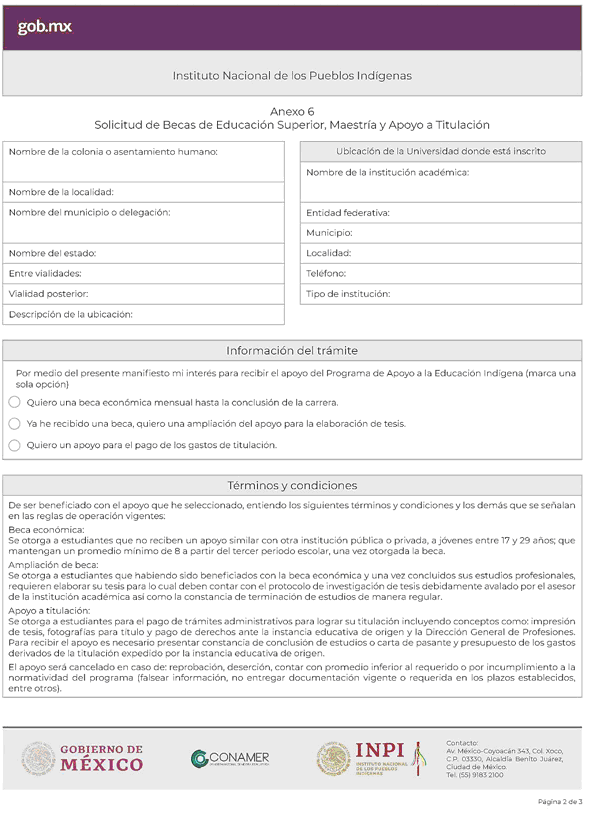 gob.mx
Instituto Nacional de los Pueblos Indígenas
Anexo 6
Solicitud de Becas de Educación Superior, Maestría y Apoyo a Titulación
Nombre de la colonia o asentamiento humano:
Nombre de la localidad:
Nombre del municipio o delegación:
Nombre del estado:
Entre vialidades:
Vialidad posterior:
Descripción de la ubicación:
Ubicación de la Universidad donde está inscrito
Nombre de la institución académica:
Entidad federativa:
Municipio:
Localidad:
Teléfono:
Tipo de institución:
Información del trámite
Por medio del presente manifiesto mi interés para recibir el apoyo del Programa de Apoyo a la Educación Indígena (marca una
sola opción)
Quiero una beca económica mensual hasta la conclusión de la carrera.
Ya he recibido una beca, quiero una ampliación del apoyo para la elaboración de tesis.
Quiero un apoyo para el pago de los gastos de titulación.
Términos y condiciones
De ser beneficiado con el apoyo que he seleccionado, entiendo los siguientes términos y condiciones y los demás que se señalan
en las reglas de operación vigentes:
Beca económica:
Se otorga a estudiantes que no reciben un apoyo similar con otra institución pública o privada, a jóvenes entre 17 y 29 años; que
mantengan un promedio mínimo de 8 a partir del tercer periodo escolar, una vez otorgada la beca.
Ampliación de beca:
Se otorga a estudiantes que habiendo sido beneficiados con la beca económica y una vez concluidos sus estudios profesionales,
requieren elaborar su tesis para lo cual deben contar con el protocolo de investigación de tesis debidamente avalado por el asesor
de la institución académica así como la constancia de terminación de estudios de manera regular.
Apoyo a titulación:
Se otorga a estudiantes para el pago de trámites administrativos para lograr su titulación incluyendo conceptos como: impresión
de tesis, fotografías para título y pago de derechos ante la instancia educativa de origen y la Dirección General de Profesiones.
Para recibir el apoyo es necesario presentar constancia de conclusión de estudios o carta de pasante y presupuesto de los gastos
derivados de la titulación expedido por la instancia educativa de origen.
El apoyo será cancelado en caso de: reprobación, deserción, contar con promedio inferior al requerido o por incumplimiento a la
normatividad del programa (falsear información, no entregar documentación vigente o requerida en los plazos establecidos,
entre otros).
GOBIERNO DE
MÉXICO
CONAMER
INPI
INSTITUTO NACIONAL
DE LOS PUEBLOS
INDÍGENAS
Contacto:
Av. México-Coyoacán 343, Col. Xoco,
C.P. 03330, Alcaldía Benito Juárez,
Ciudad de México.
Tel: (55) 9183 2100
Página 2 de 3